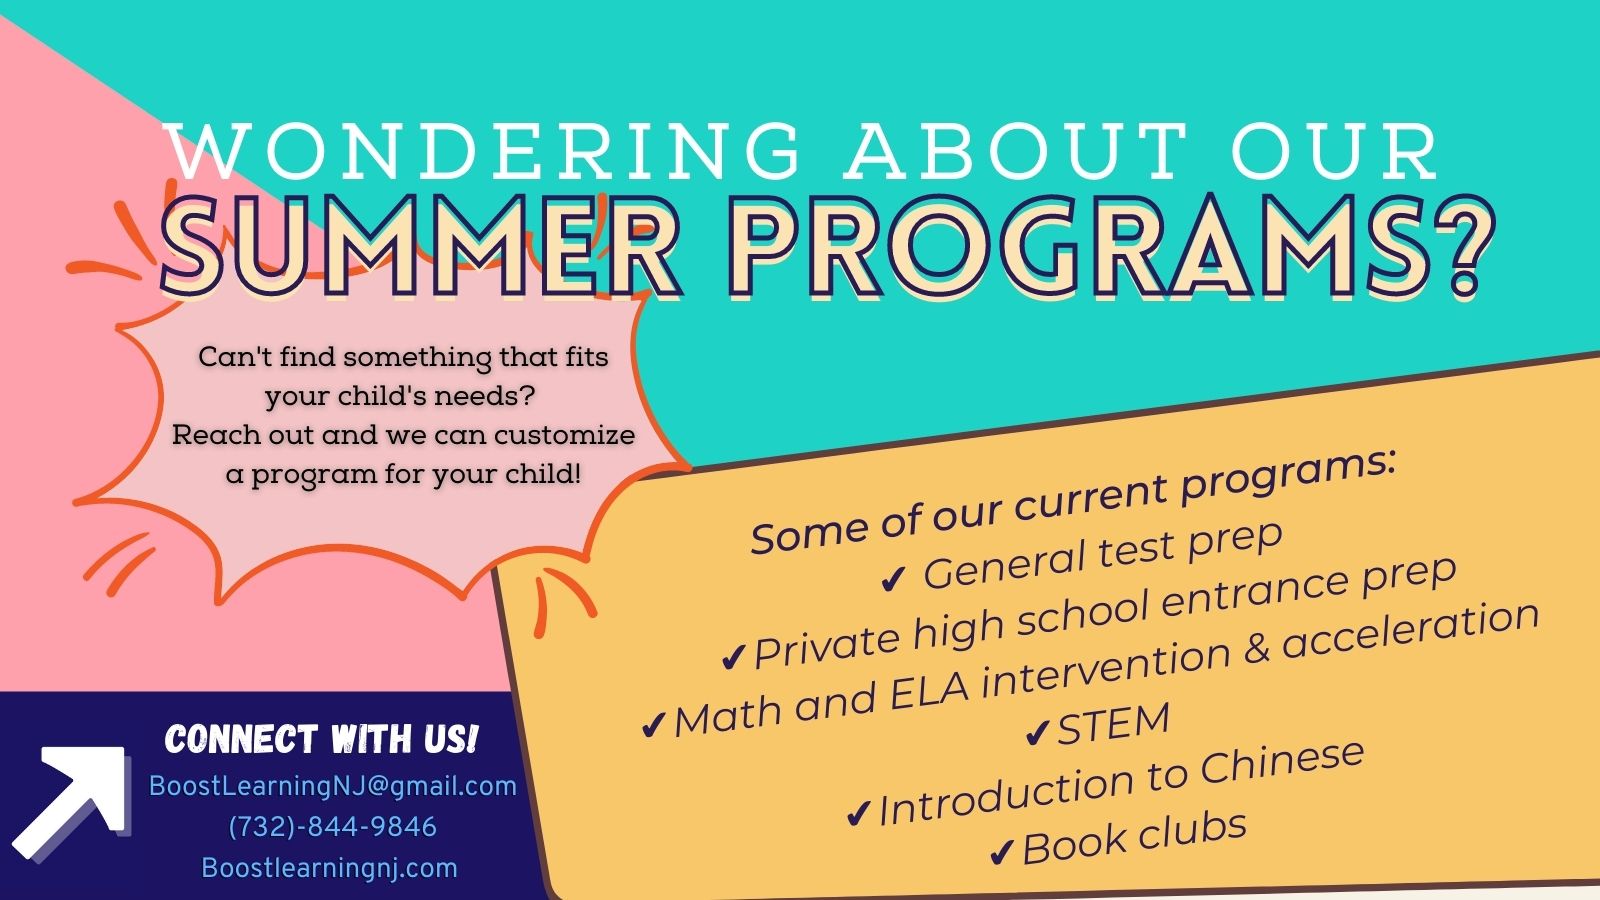 WONDERING ABOUT OUR
SUMMER PROGRAMS?
Can't find something that fits
your child's needs?
Reach out and we can customize
a program for your child!
Some of our current programs:
✔ General test prep
✔Private high school entrance prep
✔Math and ELA intervention & acceleration
✔STEM
✔Introduction to Chinese
✔Book clubs
CONNECT WITH US!
BoostLearningNJ@gmail.com
(732)-844-9846
Boostlearningnj.com